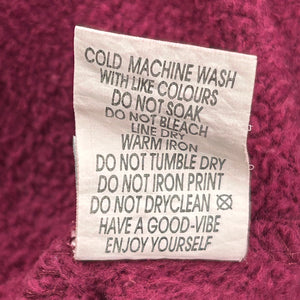 COLD MACHINE WASH
WITH LIKE COLOURS
DO NOT SOAK
DO NOT BLEACH
LINE DRY
WARM IRON
DO NOT TUMBLE DRY
DO NOT IRON PRINT
DO NOT DRYCLEAN
HAVE A GOOD-VIBE
ENJOY YOURSELF